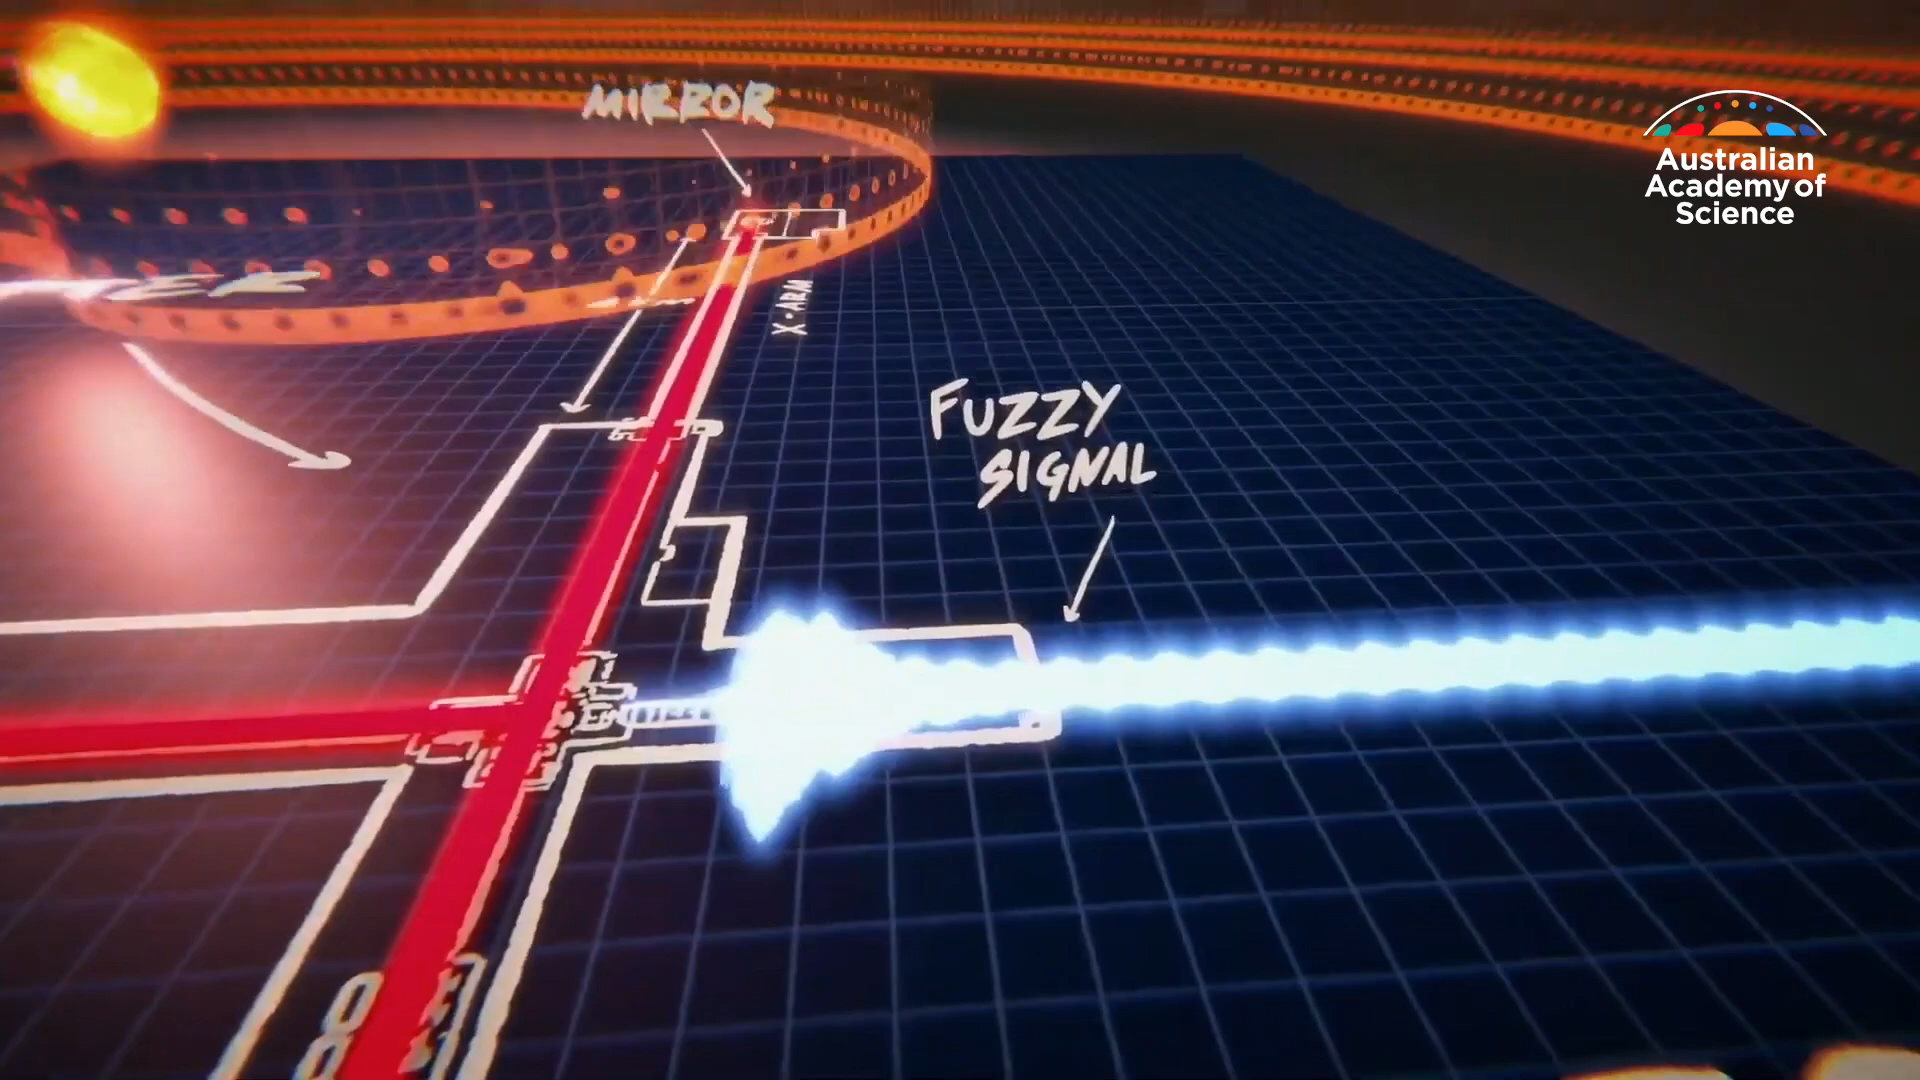 MIRROR
X-ARM
FUZZY
SIGNAL
Australian
Academy of
Science